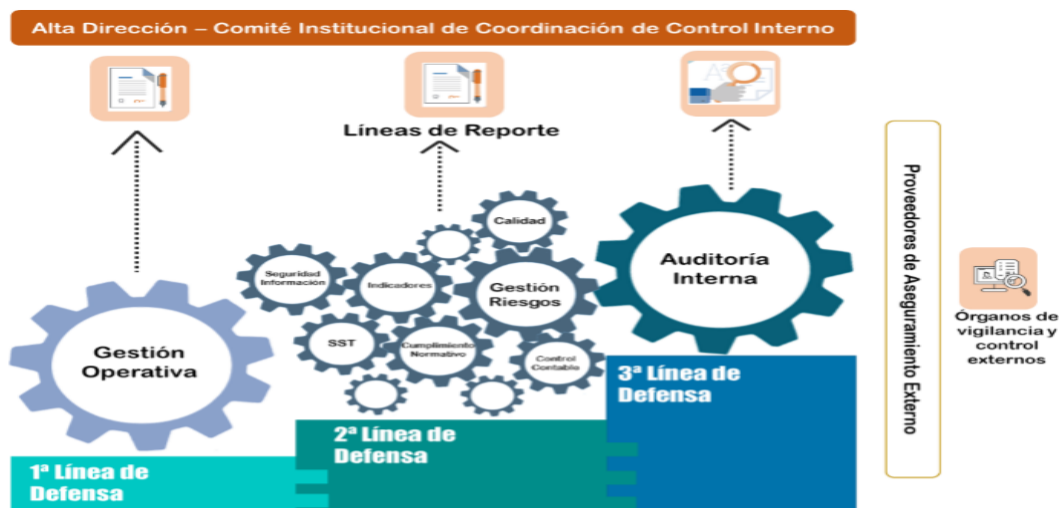 Alta Dirección – Comité Institucional de Coordinación de Control Interno
Líneas de Reporte
Calidad
Seguridad
Información
Indicadores
Gestión
Riesgos
SST
Cumplimiento
Normativo
Control
Contable
Gestión
Operativa
Auditoría
Interna
1ª Línea de
Defensa
2ª Línea de
Defensa
3ª Línea de
Defensa
Proveedores de Aseguramiento Externo
Órganos de
vigilancia y
control
externos